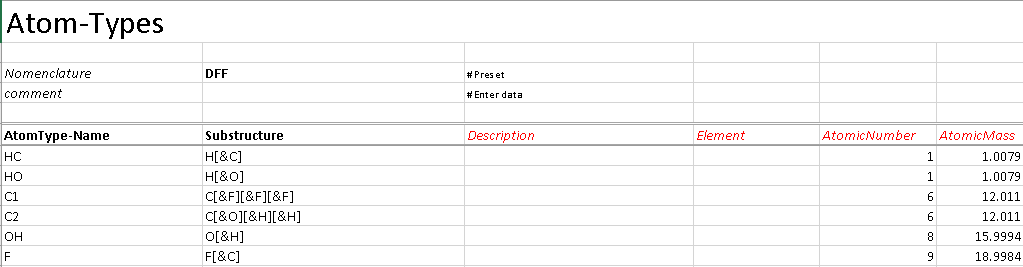 Atom-Types
Nomenclature DFF #Preset
comment #Enter data
AtomType-Name Substructure Description Element AtomicNumber AtomicMass
HC H[&C] 1 1.0079
HO H[&O] 1 1.0079
C1 C[&F][&F][&F] 6 12.011
C2 C[&O][&H][&H] 6 12.011
OH O[&H] 8 15.9994
F F[&C] 9 18.9984